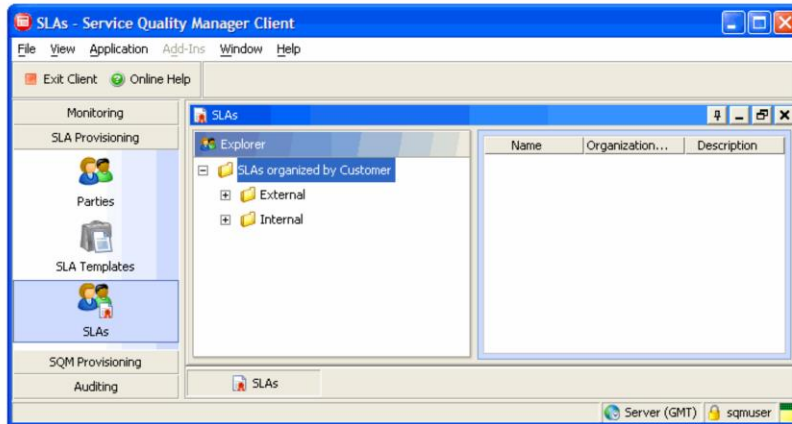 SLAs - Service Quality Manager Client
File View Application Add-Ins Window Help
Exit Client Online Help
Monitoring
SLA Provisioning
Parties
SLA Templates
SLAs
SQM Provisioning
Auditing
SLAs
Explorer
SLAs organized by Customer
External
Internal
Name Organization... Description
SLAs
Server (GMT) sqmuser